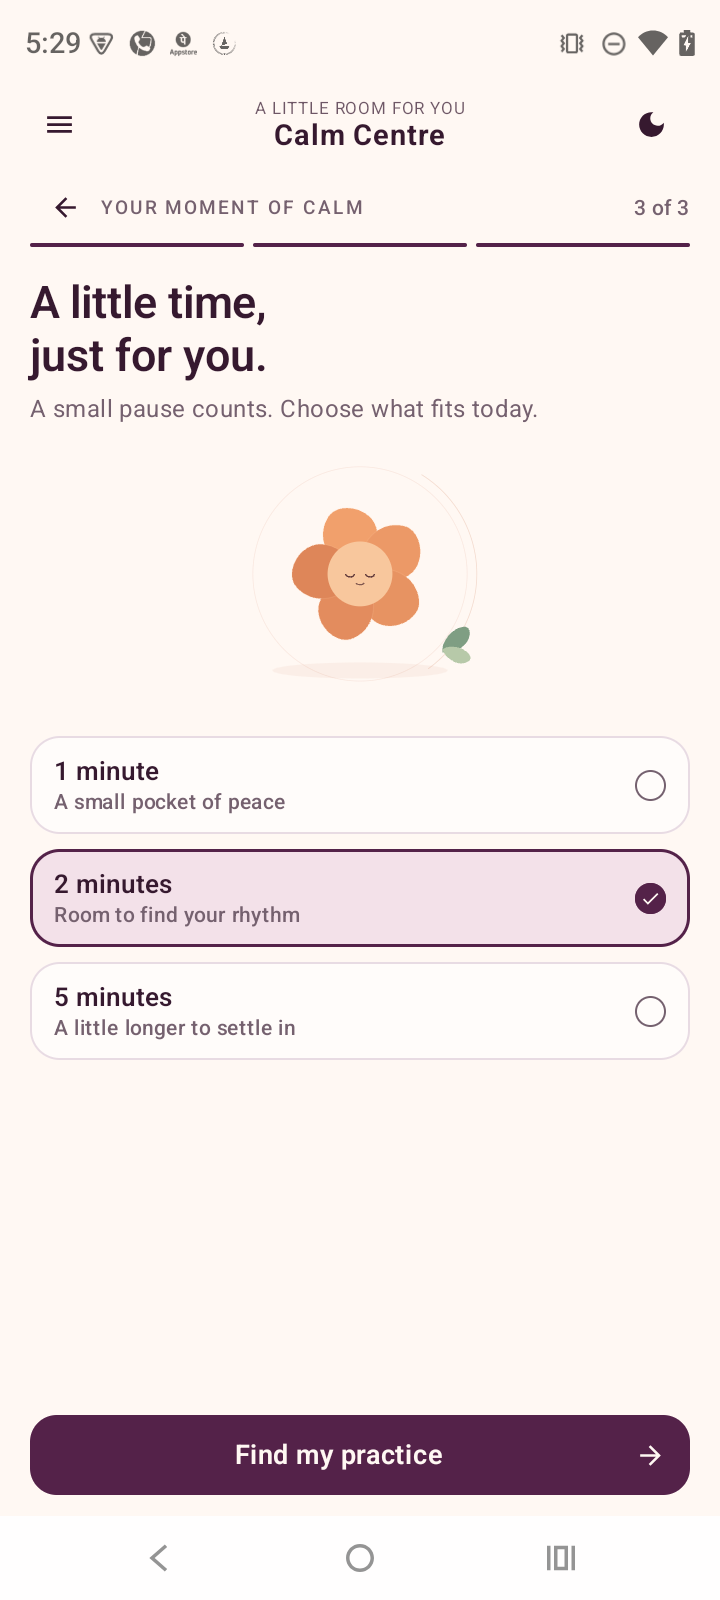 5:29
Appstore
A LITTLE ROOM FOR YOU
Calm Centre
YOUR MOMENT OF CALM
3 of 3
A little time,
just for you.
A small pause counts. Choose what fits today.
1 minute
A small pocket of peace
2 minutes
Room to find your rhythm
5 minutes
A little longer to settle in
Find my practice